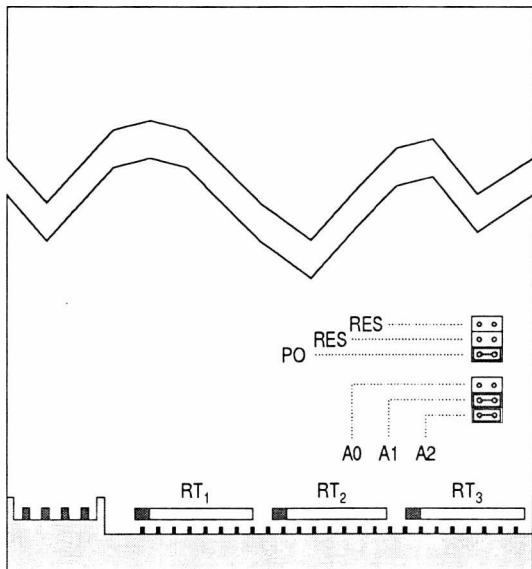 RES
RES
PO
A0 A1 A2
RT₁ RT₂ RT₃